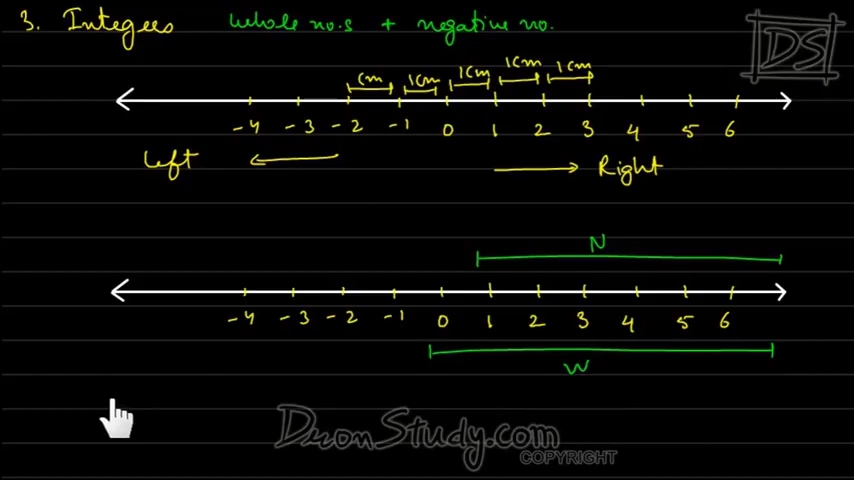 3. Integers whole no.s + negative no.
DS
1cm 1cm 1cm 1cm 1cm
-4 -3 -2 -1 0 1 2 3 4 5 6
Left Right
N
-4 -3 -2 -1 0 1 2 3 4 5 6
W
DronStudy.com
COPYRIGHT